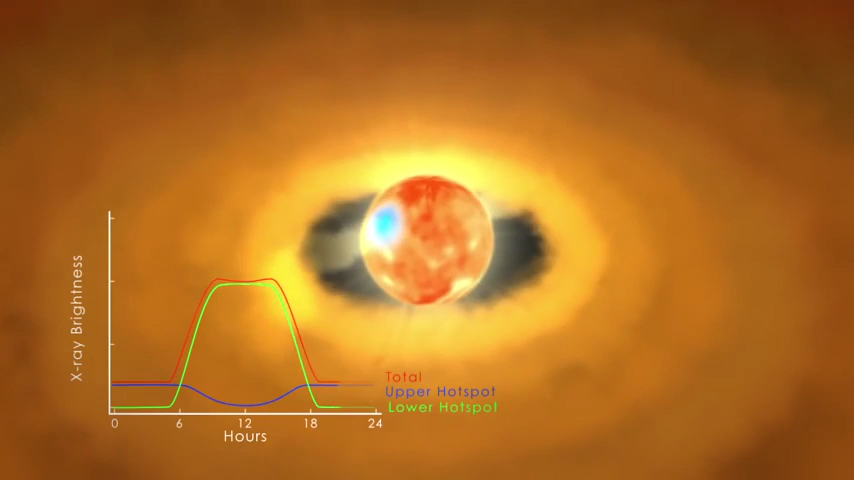 X-ray Brightness
Total
Upper Hotspot
Lower Hotspot
0 6 12 18 24
Hours